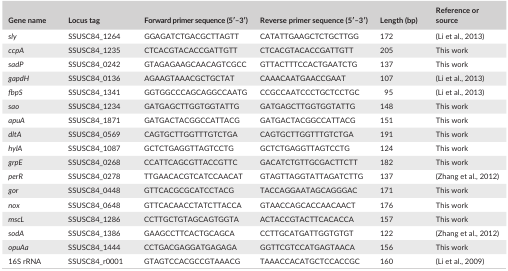 Gene name Locus tag Forward primer sequence (5′–3′) Reverse primer sequence (5′–3′) Length (bp) Reference or source
sly SSUSC84_1264 GGAGATCTGACGCTTAGTT CATATTGAAGCTCTGCTTGG 172 (Li et al., 2013)
ccpA SSUSC84_1235 CTCACGTACACCGATTGTT CTCACGTACACCGATTGTT 205 This work
sadP SSUSC84_0242 GTAGAGAAGCAACAGTCGCC GTTACTTTCCACTGAATCTG 137 This work
gapdH SSUSC84_0136 AGAAGTAAACGCTGCTAT CAAACAATGAACCGAAT 107 (Li et al., 2013)
fbpS SSUSC84_1341 GGTGGCCCAGCAGGCCAATG CCGCCAATCCCTGCTCCTGC 95 (Li et al., 2013)
sao SSUSC84_1234 GATGAGCTTGGTGGTATTG GATGAGCTTGGTGGTATTG 148 This work
apuA SSUSC84_1871 GATGACTACGGCCATTACG GATGACTACGGCCATTACG 151 This work
dltA SSUSC84_0569 CAGTGCTTGGTTTGTCTGA CAGTGCTTGGTTTGTCTGA 191 This work
hylA SSUSC84_1087 GCTCTGAGGTTAGTCCTG GCTCTGAGGTTAGTCCTG 124 This work
grpE SSUSC84_0268 CCATTCAGCGTTACCGTTC GACATCTGTTGCGACTTCTT 182 This work
perR SSUSC84_0278 TTGAACACGTCATCCAACAT GTAGTTAGGTATTAGATCTTG 137 (Zhang et al., 2012)
gor SSUSC84_0448 GTTCACGCGCATCCTACG TACCAGGAATAGCAGGGAC 171 This work
nox SSUSC84_0648 GTTCACAACCTATCTTACCA GTAACCAGCACCAACAACT 176 This work
mscL SSUSC84_1286 CCTTGCTGTAGCAGTGGTA ACTACCGTACTTCACACCA 157 This work
sodA SSUSC84_1386 GAAGCCTTCACTGCAGCA CCTTGCATGATTGGTGTGT 122 (Zhang et al., 2012)
opuAa SSUSC84_1444 CCTGACGAGGATGAGAGA GGTTCGTCCATGAGTAACA 156 This work
16S rRNA SSUSC84_r0001 GTAGTCCACGCCGTAAACG TAAACCACATGCTCCACCGC 160 (Li et al., 2009)